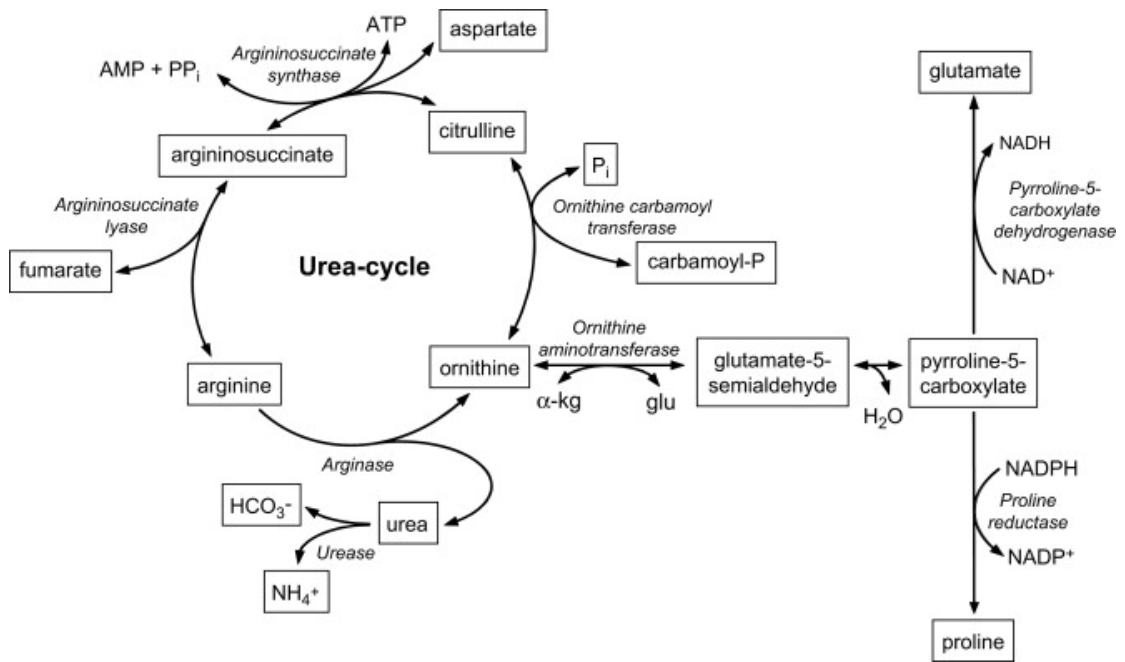 ATP
aspartate
Argininosuccinate
synthase
AMP + PPi
glutamate
citrulline
argininosuccinate
Pi
NADH
Pyrroline-5-
carboxylate
dehydrogenase
Argininosuccinate
lyase
Ornithine carbamoyl
transferase
fumarate
Urea-cycle
carbamoyl-P
NAD+
Ornithine
aminotransferase
arginine
ornithine
glutamate-5-
semialdehyde
pyrroline-5-
carboxylate
α-kg
glu
H2O
Arginase
NADPH
HCO3-
urea
Proline
reductase
Urease
NADP+
NH4+
proline